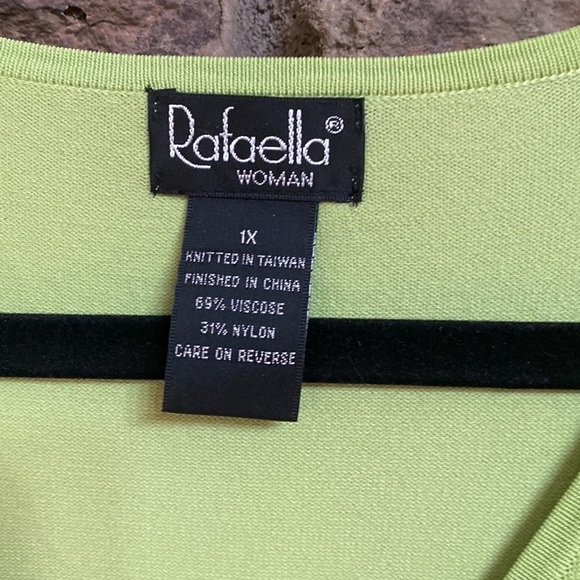 Rafaella®
WOMAN
1X
KNITTED IN TAIWAN
FINISHED IN CHINA
69% VISCOSE
31% NYLON
CARE ON REVERSE